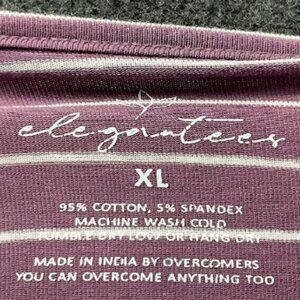 elegantees
XL
95% COTTON, 5% SPANDEX
MACHINE WASH COLD
TUMBLE DRY LOW OR HANG DRY
MADE IN INDIA BY OVERCOMERS
YOU CAN OVERCOME ANYTHING TOO